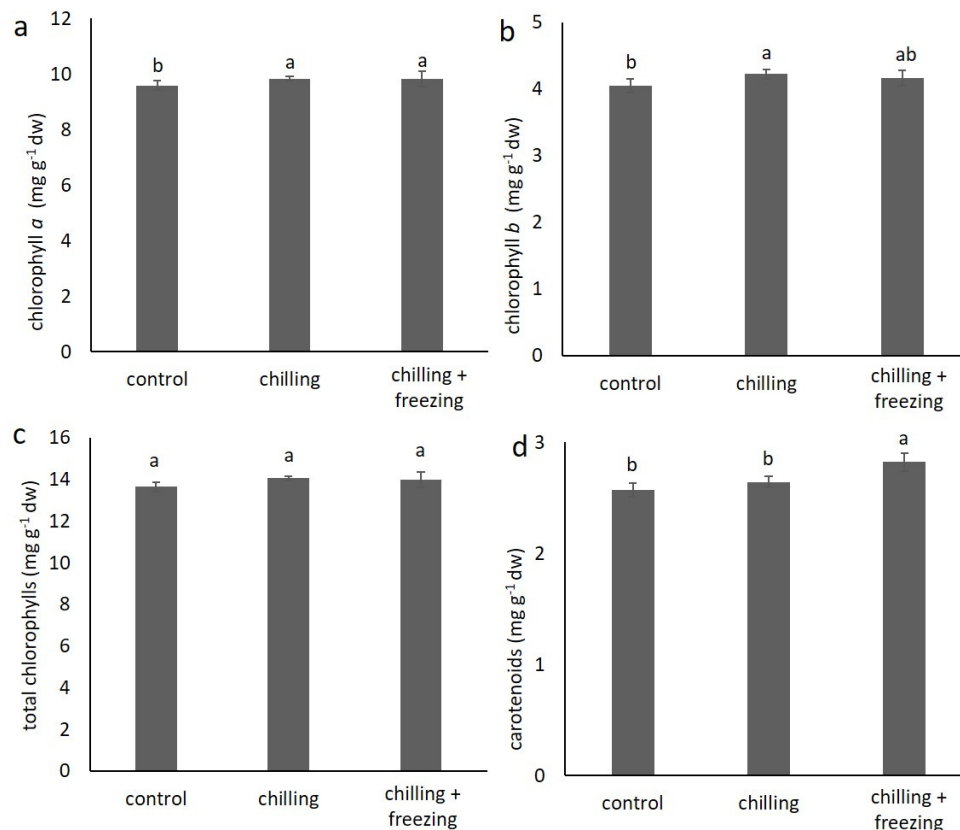 a
chlorophyll a (mg g-1 dw)
12
10
8
6
4
2
0
b
a
a
control
chilling
chilling +
freezing
b
chlorophyll b (mg g-1 dw)
5
4
3
2
1
0
b
a
ab
control
chilling
chilling +
freezing
c
total chlorophylls (mg g-1 dw)
16
14
12
10
8
6
4
2
0
a
a
a
control
chilling
chilling +
freezing
d
carotenoids (mg g-1 dw)
3
2
1
0
b
b
a
control
chilling
chilling +
freezing